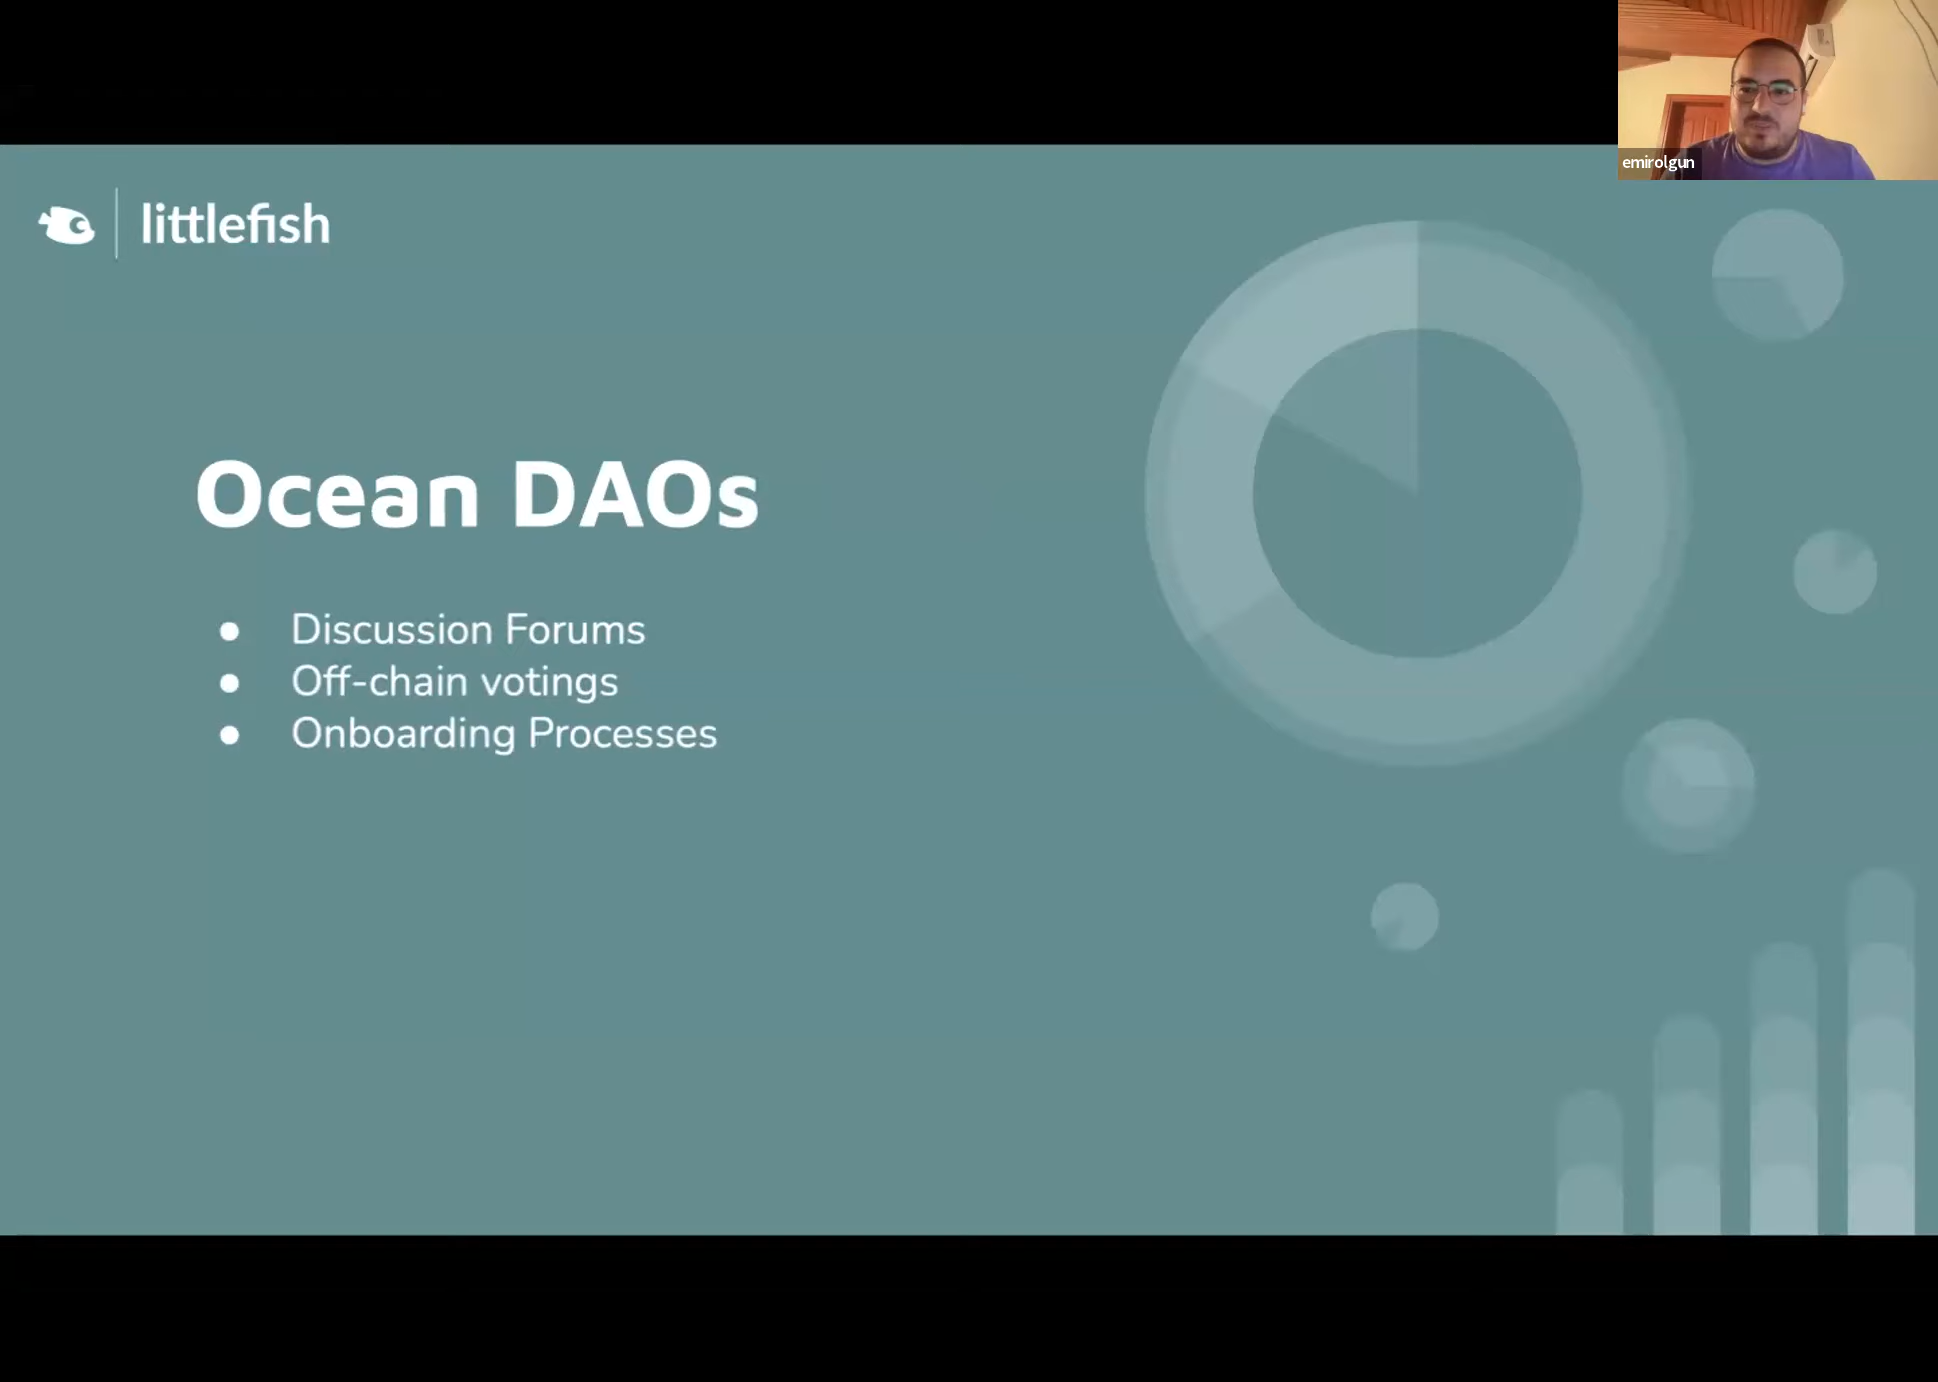 emirolgun
littlefish
Ocean DAOs
● Discussion Forums
● Off-chain votings
● Onboarding Processes